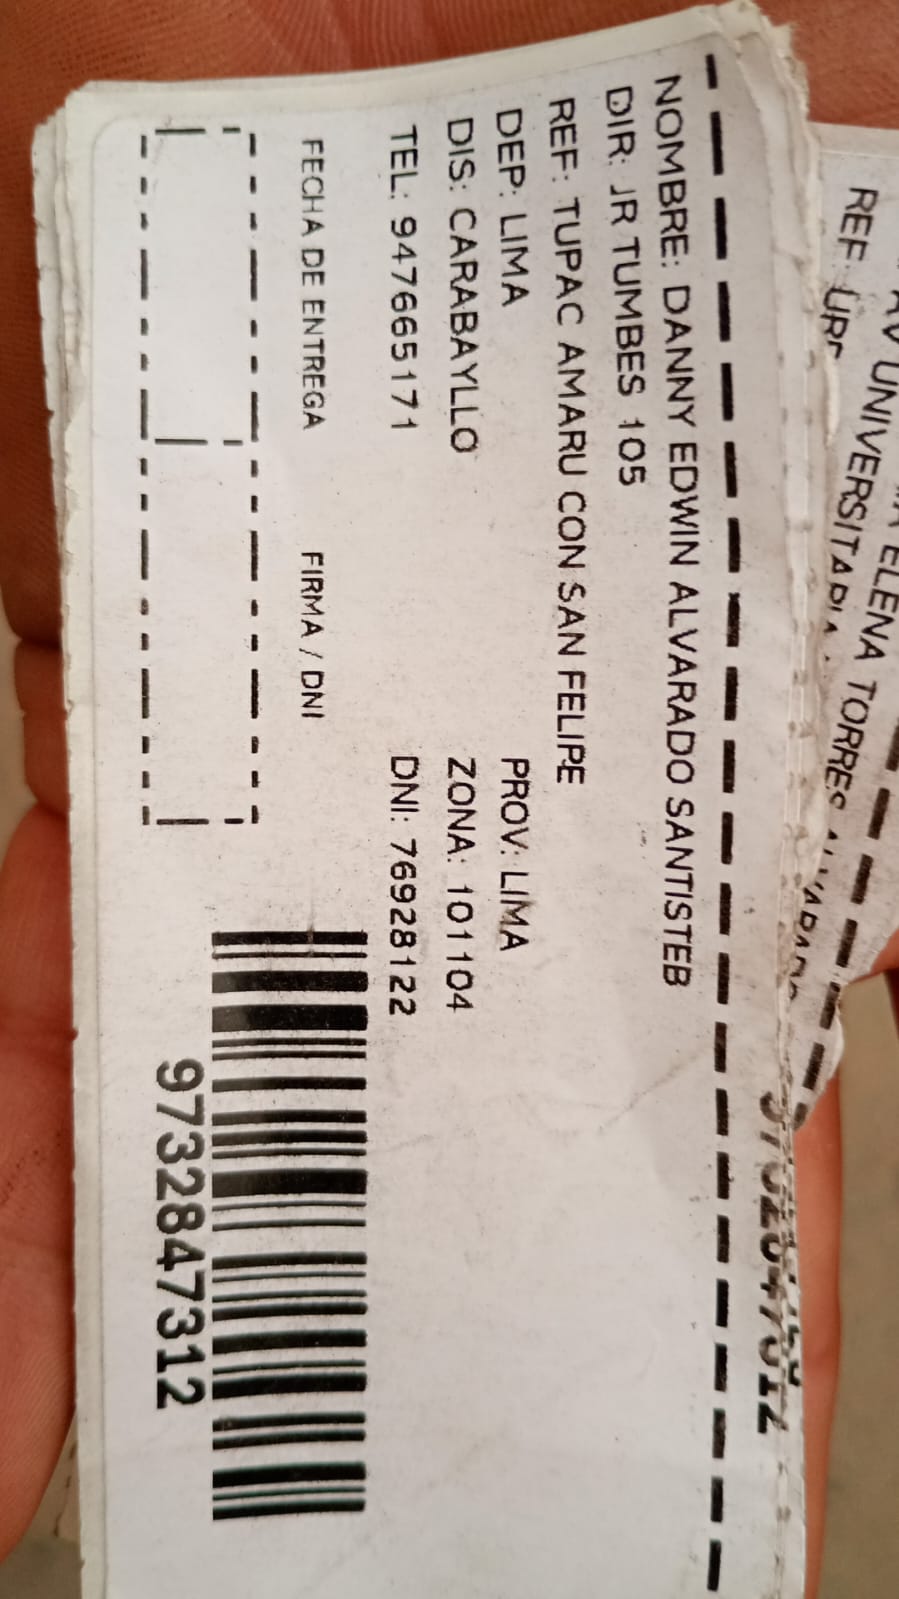 NOMBRE: DANNY EDWIN ALVARADO SANTISTEB
DIR: JR TUMBES 105
REF: TUPAC AMARU CON SAN FELIPE
DEP: LIMA PROV: LIMA
DIS: CARABAYLLO ZONA: 101104
TEL: 947665171 DNI: 76928122
FECHA DE ENTREGA FIRMA / DNI
9732847312
ELENA TORRES
AV UNIVERSITARIA
REF: URB